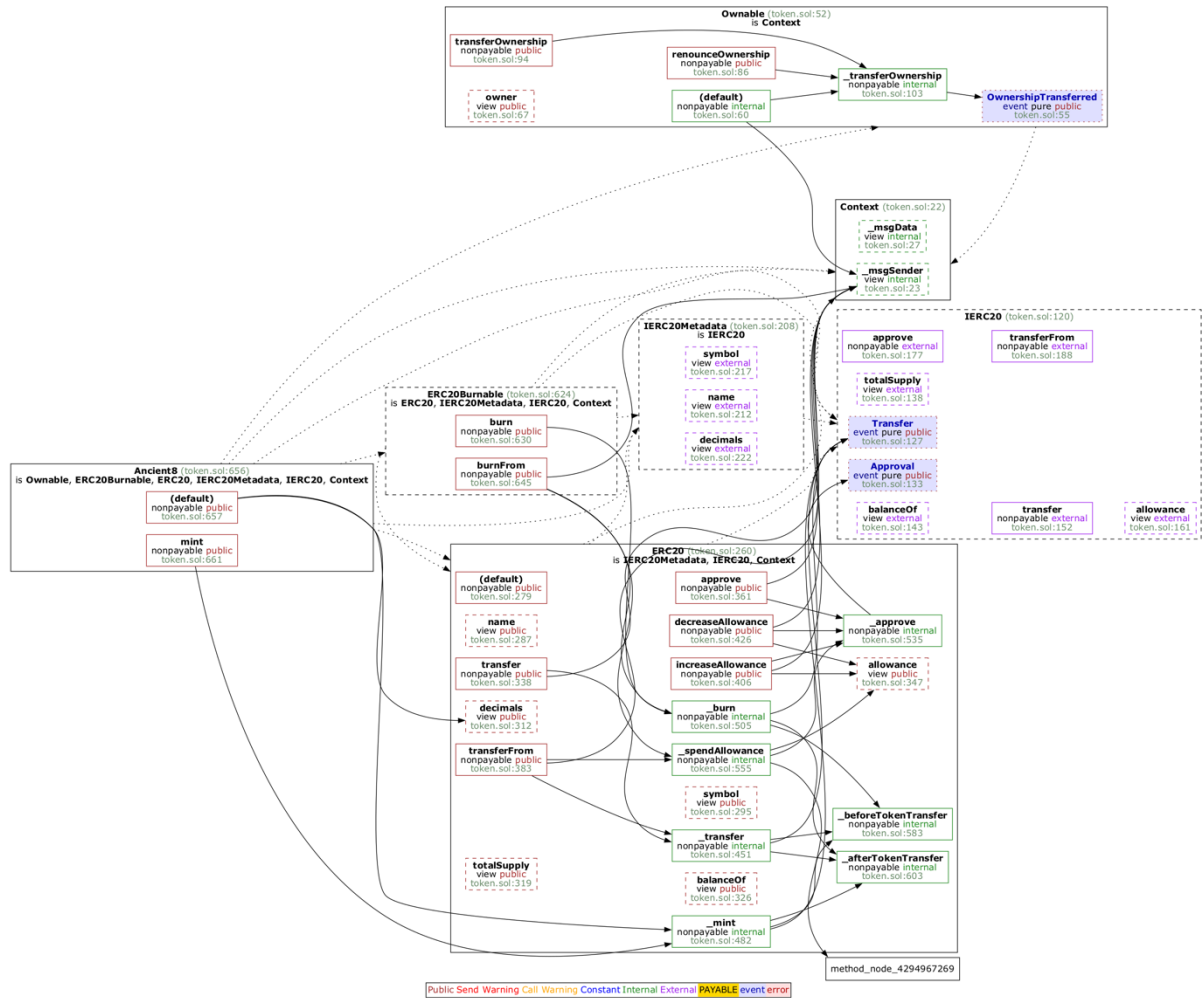 Ownable (token.sol:52)
is Context
transferOwnership
nonpayable public
token.sol:94
renounceOwnership
nonpayable public
token.sol:86
_transferOwnership
nonpayable internal
token.sol:103
owner
view public
token.sol:67
(default)
nonpayable internal
token.sol:60
OwnershipTransferred
event pure public
token.sol:55
Context (token.sol:22)
_msgData
view internal
token.sol:27
_msgSender
view internal
token.sol:23
IERC20Metadata (token.sol:208)
is IERC20
symbol
view external
token.sol:217
name
view external
token.sol:212
decimals
view external
token.sol:222
IERC20 (token.sol:120)
approve
nonpayable external
token.sol:177
transferFrom
nonpayable external
token.sol:188
totalSupply
view external
token.sol:138
Transfer
event pure public
token.sol:127
Approval
event pure public
token.sol:133
balanceOf
view external
token.sol:143
transfer
nonpayable external
token.sol:152
allowance
view external
token.sol:161
ERC20Burnable (token.sol:624)
is ERC20, IERC20Metadata, IERC20, Context
burn
nonpayable public
token.sol:630
burnFrom
nonpayable public
token.sol:645
Ancient8 (token.sol:656)
is Ownable, ERC20Burnable, ERC20, IERC20Metadata, IERC20, Context
(default)
nonpayable public
token.sol:657
mint
nonpayable public
token.sol:661
ERC20 (token.sol:260)
is IERC20Metadata, IERC20, Context
(default)
nonpayable public
token.sol:279
name
view public
token.sol:287
transfer
nonpayable public
token.sol:338
decimals
view public
token.sol:312
transferFrom
nonpayable public
token.sol:383
totalSupply
view public
token.sol:319
approve
nonpayable public
token.sol:361
decreaseAllowance
nonpayable public
token.sol:426
increaseAllowance
nonpayable public
token.sol:406
_burn
nonpayable internal
token.sol:505
_spendAllowance
nonpayable internal
token.sol:555
symbol
view public
token.sol:295
_transfer
nonpayable internal
token.sol:451
balanceOf
view public
token.sol:326
_mint
nonpayable internal
token.sol:482
_approve
nonpayable internal
token.sol:535
allowance
view public
token.sol:347
_beforeTokenTransfer
nonpayable internal
token.sol:583
_afterTokenTransfer
nonpayable internal
token.sol:603
method_node_4294967269
Public Send Warning Call Warning Constant Internal External PAYABLE event error